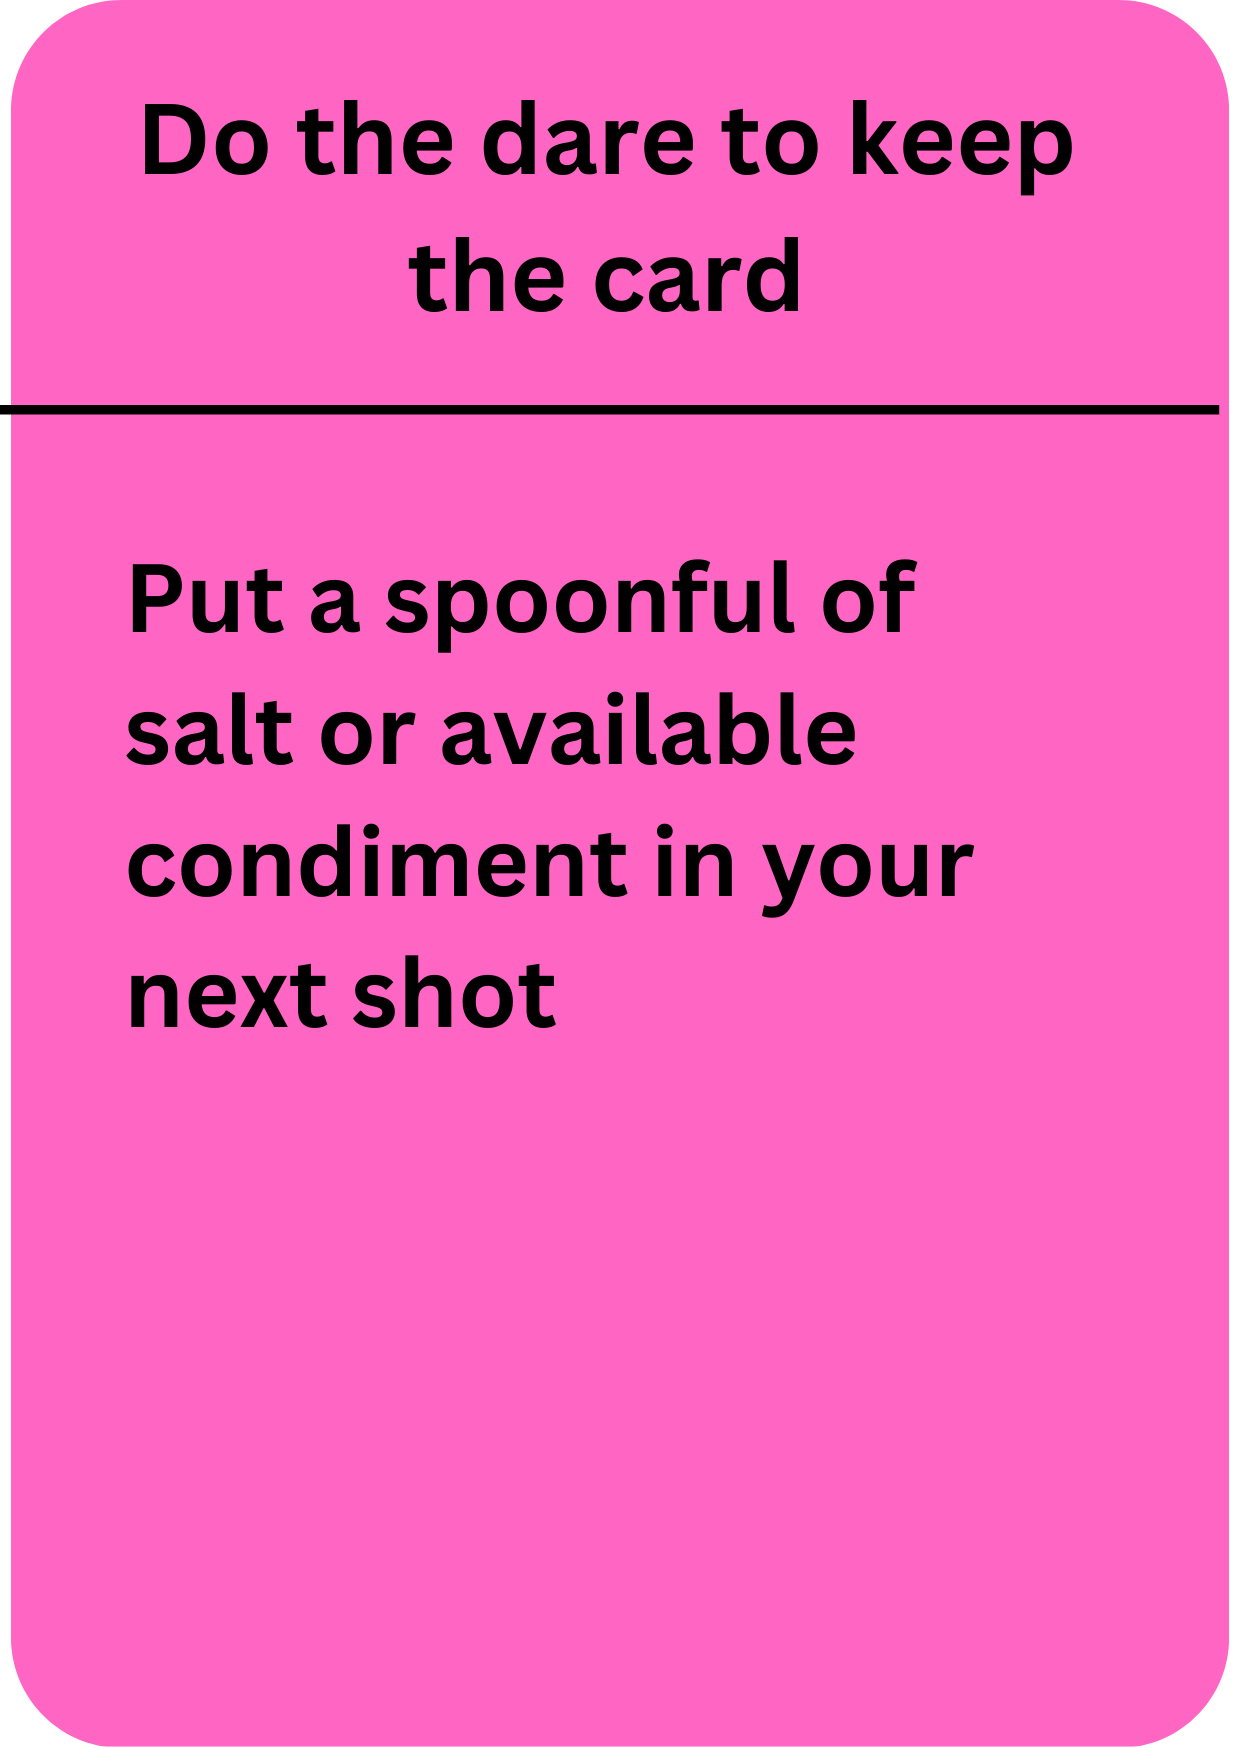 Do the dare to keep
the card
Put a spoonful of
salt or available
condiment in your
next shot